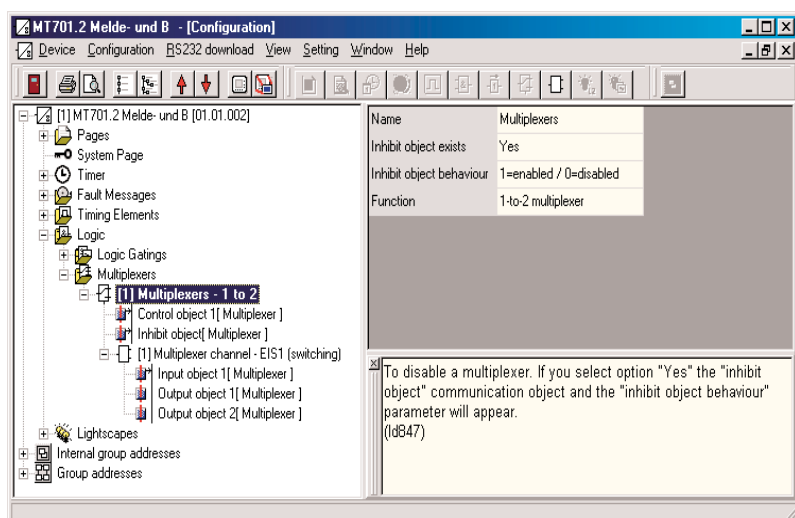 MT701.2 Melde- und B - [Configuration]
Device Configuration RS232 download View Setting Window Help
[1] MT701.2 Melde- und B [01.01.002]
Pages
System Page
Timer
Fault Messages
Timing Elements
Logic
Logic Gatings
Multiplexers
[1] Multiplexers - 1 to 2
Control object 1[ Multiplexer ]
Inhibit object[ Multiplexer ]
[1] Multiplexer channel - EIS1 (switching)
Input object 1[ Multiplexer ]
Output object 1[ Multiplexer ]
Output object 2[ Multiplexer ]
Lightscapes
Internal group addresses
Group addresses
Name Multiplexers
Inhibit object exists Yes
Inhibit object behaviour 1=enabled / 0=disabled
Function 1-to-2 multiplexer
To disable a multiplexer. If you select option "Yes" the "inhibit
object" communication object and the "inhibit object behaviour"
parameter will appear.
(Id847)